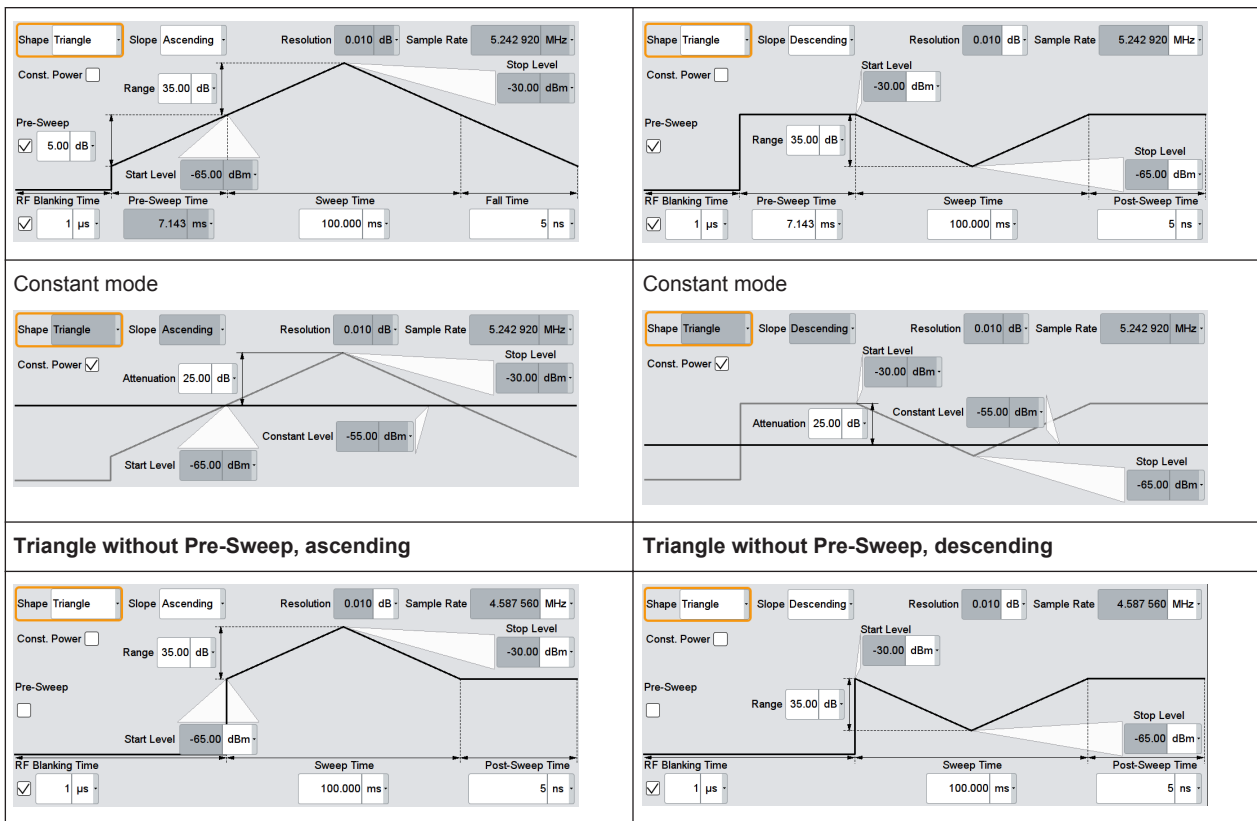 Shape Triangle Slope Ascending Resolution 0.010 dB Sample Rate 5.242 920 MHz
Stop Level
Const. Power
Range 35.00 dB -30.00 dBm
Pre-Sweep
5.00 dB
Start Level -65.00 dBm
RF Blanking Time Pre-Sweep Time Sweep Time Fall Time
1 µs 7.143 ms 100.000 ms 5 ns
Shape Triangle Slope Descending Resolution 0.010 dB Sample Rate 5.242 920 MHz
Start Level
Const. Power
-30.00 dBm
Pre-Sweep
Range 35.00 dB
Stop Level
-65.00 dBm
RF Blanking Time Pre-Sweep Time Sweep Time Post-Sweep Time
1 µs 7.143 ms 100.000 ms 5 ns
Constant mode
Shape Triangle Slope Ascending Resolution 0.010 dB Sample Rate 5.242 920 MHz
Stop Level
Const. Power
Attenuation 25.00 dB -30.00 dBm
Constant Level -55.00 dBm
Start Level -65.00 dBm
Constant mode
Shape Triangle Slope Descending Resolution 0.010 dB Sample Rate 5.242 920 MHz
Start Level
Const. Power
-30.00 dBm
Constant Level -55.00 dBm
Attenuation 25.00 dB
Stop Level
-65.00 dBm
Triangle without Pre-Sweep, ascending
Shape Triangle Slope Ascending Resolution 0.010 dB Sample Rate 4.587 560 MHz
Stop Level
Const. Power
Range 35.00 dB -30.00 dBm
Pre-Sweep
Start Level -65.00 dBm
RF Blanking Time Sweep Time Post-Sweep Time
1 µs 100.000 ms 5 ns
Triangle without Pre-Sweep, descending
Shape Triangle Slope Descending Resolution 0.010 dB Sample Rate 4.587 560 MHz
Start Level
Const. Power
-30.00 dBm
Pre-Sweep
Range 35.00 dB
Stop Level
-65.00 dBm
RF Blanking Time Sweep Time Post-Sweep Time
1 µs 100.000 ms 5 ns